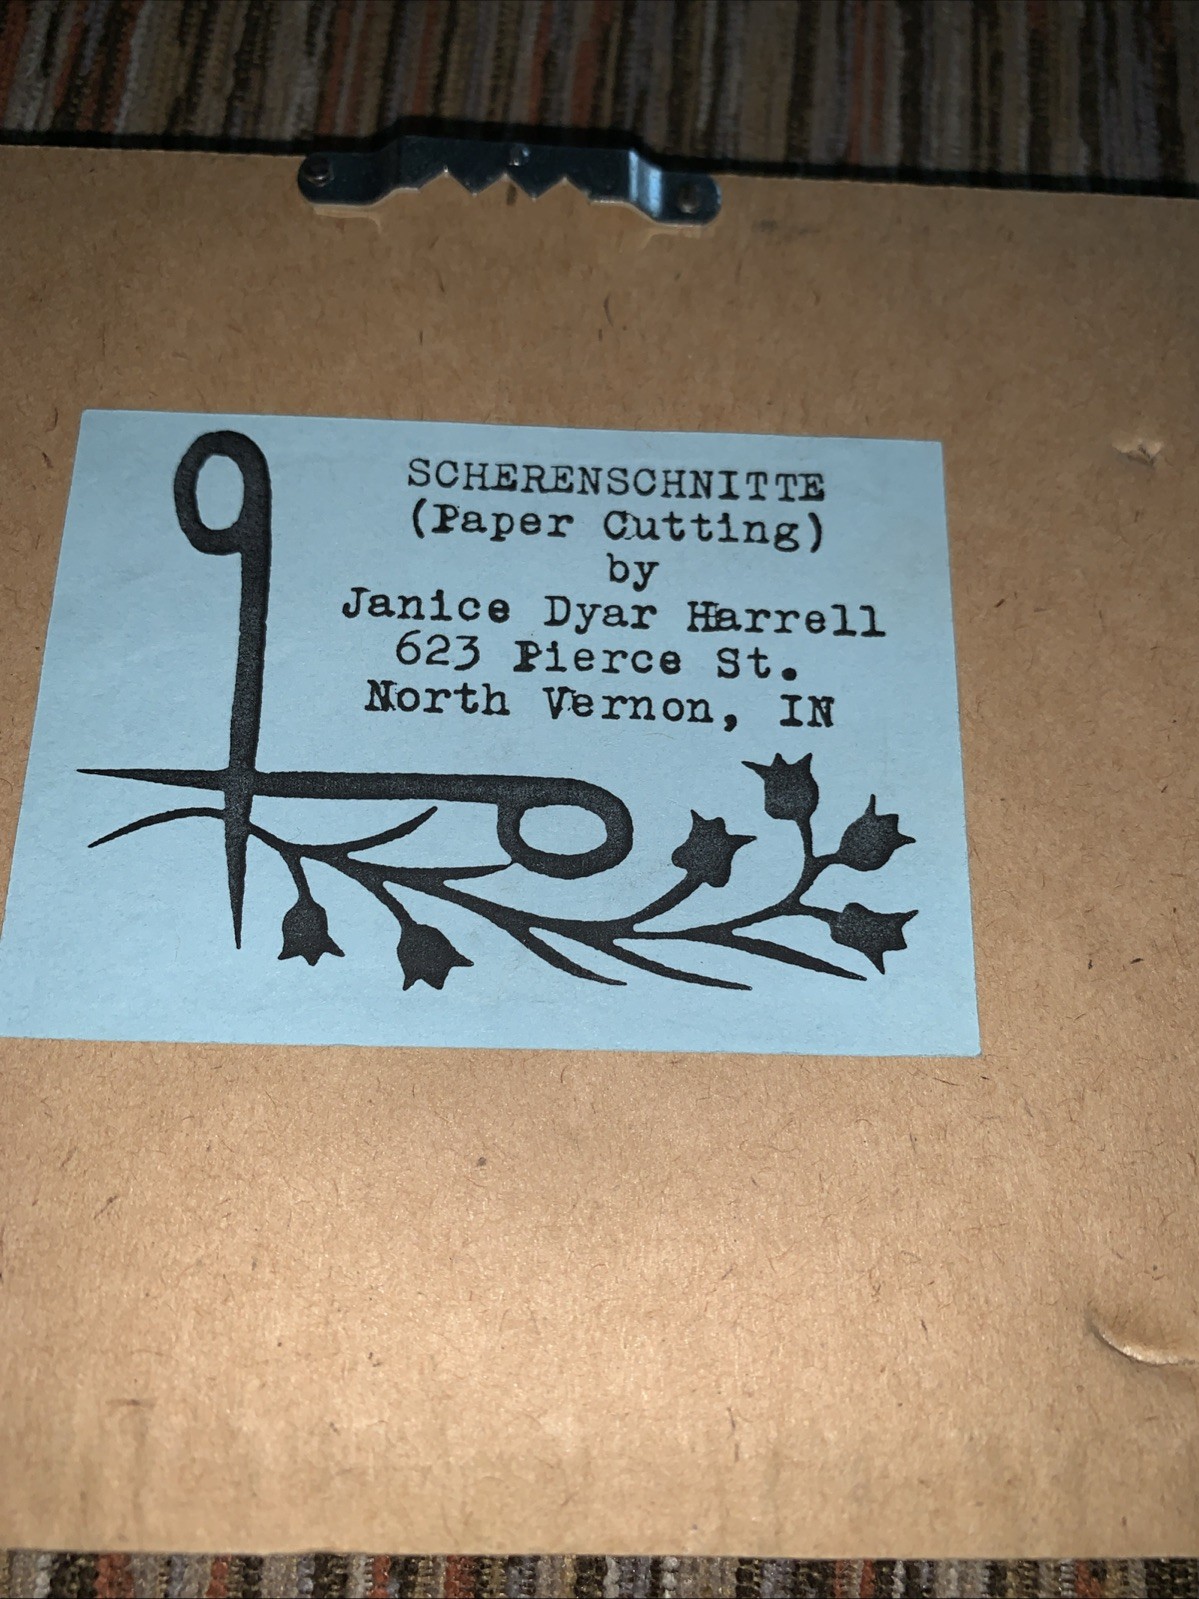 SCHERENSCHNITTE
(Paper Cutting)
by
Janice Dyar Harrell
623 Pierce St.
North Vernon, IN